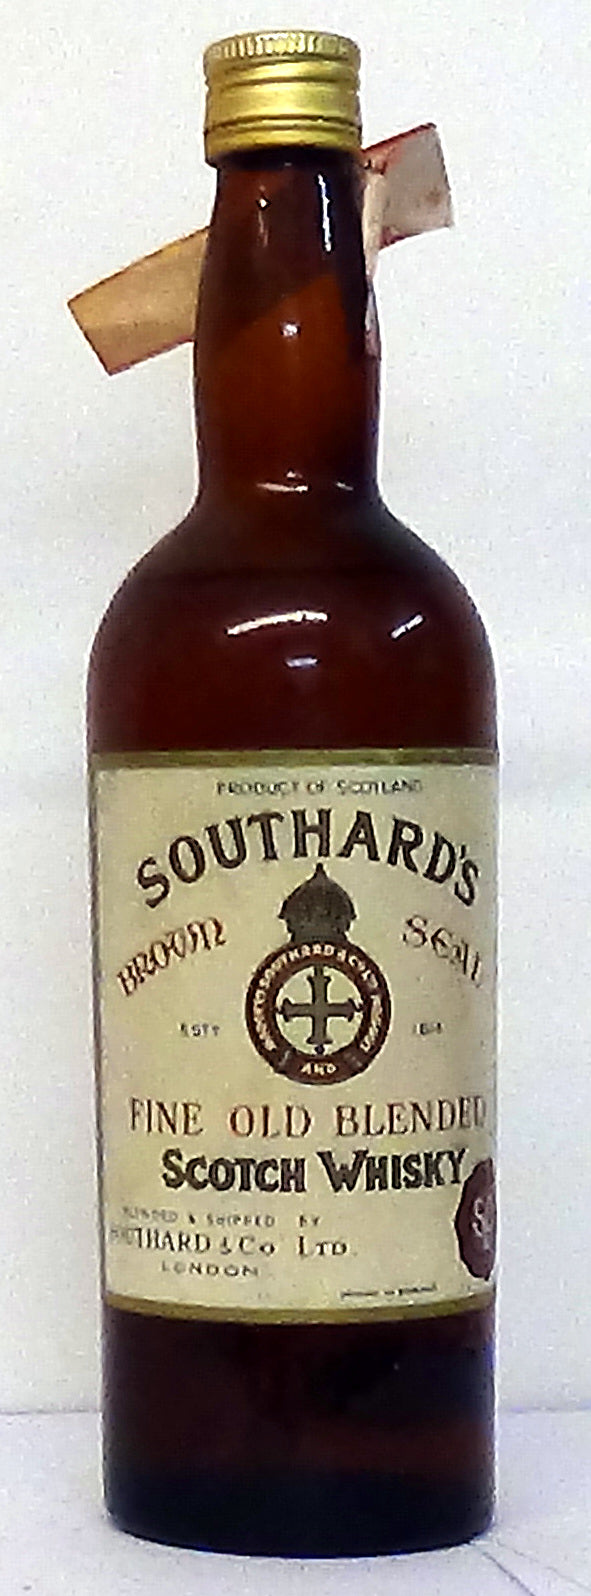 PRODUCT OF SCOTLAND
SOUTHARD'S
BROWN SEAL
ESTD
FINE OLD BLENDED
SCOTCH WHISKY
BLENDED & SHIPPED BY
SOUTHARD & Co LTD.
LONDON